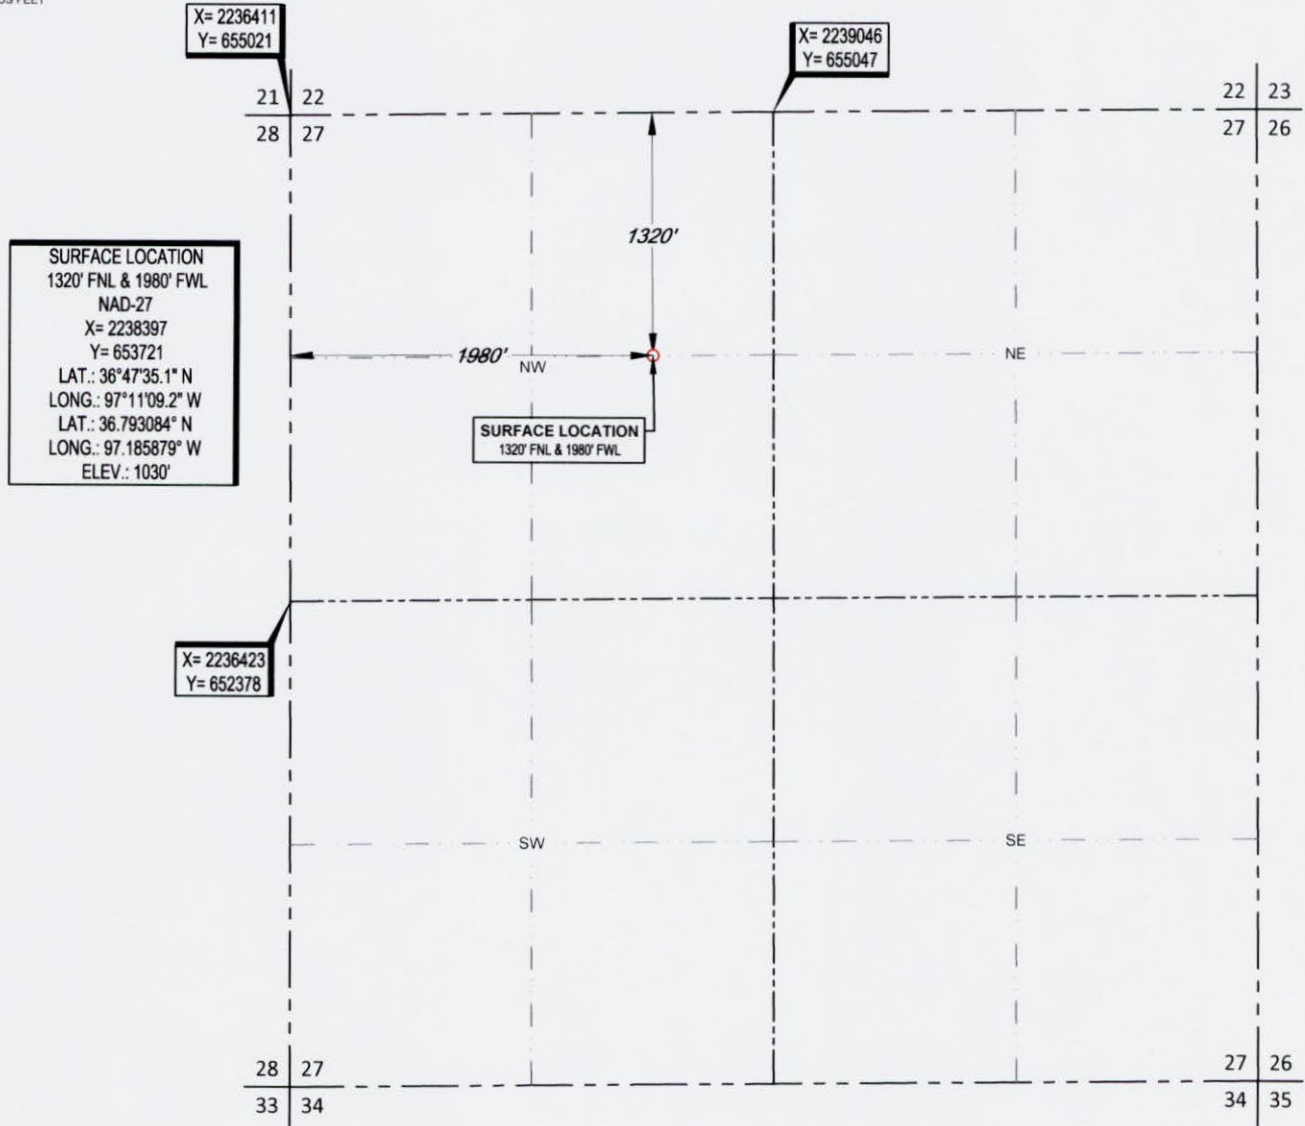 X= 2236411
Y= 655021
X= 2239046
Y= 655047
21 22
28 27
22 23
27 26
1320'
SURFACE LOCATION
1320' FNL & 1980' FWL
NAD-27
X= 2238397
Y= 653721
LAT.: 36°47'35.1" N
LONG.: 97°11'09.2" W
LAT.: 36.793084° N
LONG.: 97.185879° W
ELEV.: 1030'
1980'
NW
NE
SURFACE LOCATION
1320' FNL & 1980' FWL
X= 2236423
Y= 652378
SW
SE
28 27
33 34
27 26
34 35